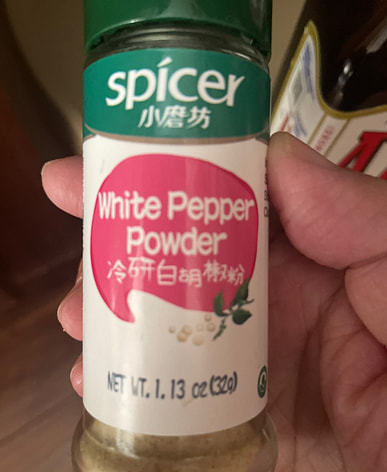 spicer
小磨坊
White Pepper
Powder
冷研白胡椒粉
NET WT. 1.13 oz(32g)